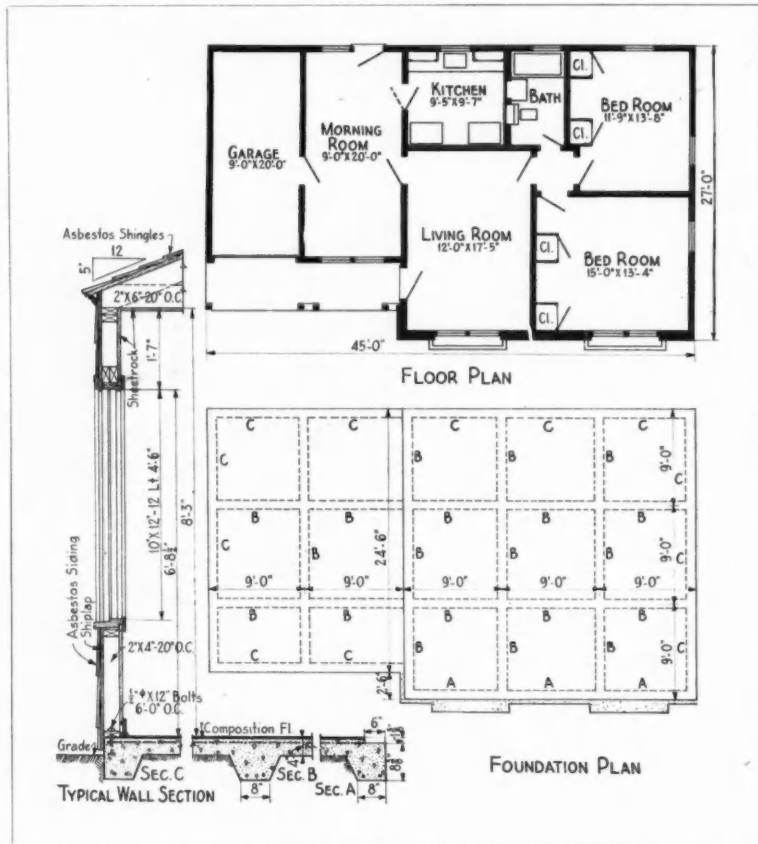 KITCHEN
9'-5"X9'-7"
BATH
CL.
CL.
BED ROOM
11'-9"X13'-8"
MORNING
ROOM
9'-0"X20'-0"
GARAGE
9'-0"X20'-0"
LIVING ROOM
12'-0"X17'-5"
CL.
CL.
BED ROOM
15'-0"X13'-4"
27'-0"
45'-0"
FLOOR PLAN
Asbestos Shingles
12
5"
2"X6"-20" O.C.
Sheetrock
1'-7"
10"X12"-12 Lt 4'-6"
6'-8½"
8'-3"
Asbestos Siding
Shiplap
2"X4"-20" O.C.
"ɸX12" Bolts
6'-0" O.C.
Grade
Composition Fl.
6"
4"
8"
8"
SEC. C
SEC. B
SEC. A
TYPICAL WALL SECTION
C C C C
C B B C
9'-0"
B B B B B
C B B B C
24'-6"
9'-0"
9'-0" 9'-0" 9'-0" 9'-0" 9'-0"
B B B B B
B B B C
9'-0"
C C
A A A
2'-6"
FOUNDATION PLAN